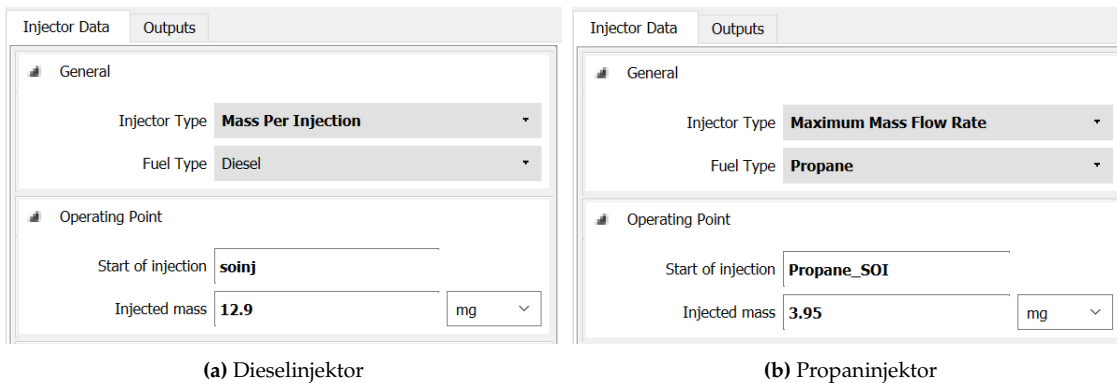 Injector Data Outputs
General
Injector Type Mass Per Injection
Fuel Type Diesel
Operating Point
Start of injection soinj
Injected mass 12.9 mg
(a) Dieselinjektor
Injector Data Outputs
General
Injector Type Maximum Mass Flow Rate
Fuel Type Propane
Operating Point
Start of injection Propane_SOI
Injected mass 3.95 mg
(b) Propaninjektor